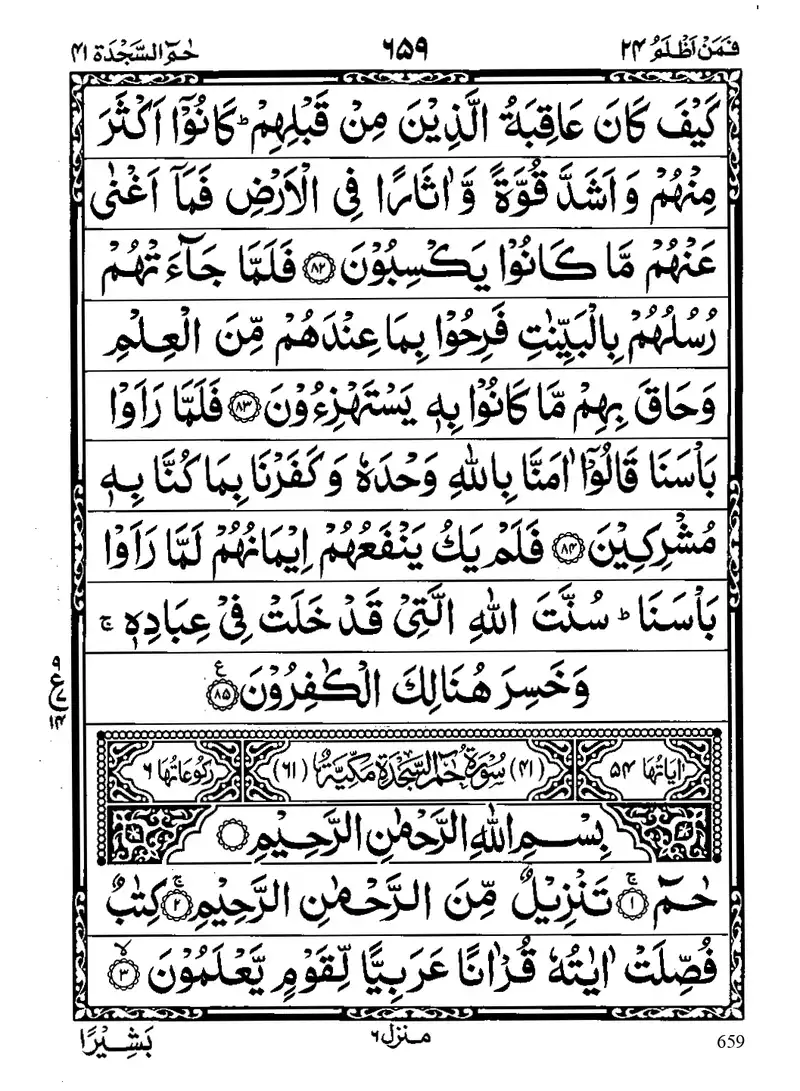 فَمَنْ اَظْلَمُ ۲۴ ۶۵۹ حٰمٓ السَّجْدَة ۴۱
كَيْفَ كَانَ عَاقِبَةُ الَّذِيْنَ مِنْ قَبْلِهِمْ ؕ كَانُوْۤا اَكْثَرَ
مِنْهُمْ وَ اَشَدَّ قُوَّةً وَّ اٰثَارًا فِى الْاَرْضِ فَمَاۤ اَغْنٰى
عَنْهُمْ مَّا كَانُوْا يَكْسِبُوْنَ ﴿۸۲﴾ فَلَمَّا جَآءَتْهُمْ
رُسُلُهُمْ بِالْبَيِّنٰتِ فَرِحُوْا بِمَا عِنْدَهُمْ مِّنَ الْعِلْمِ
وَحَاقَ بِهِمْ مَّا كَانُوْا بِهٖ يَسْتَهْزِءُوْنَ ﴿۸۳﴾ فَلَمَّا رَاَوْا
بَاْسَنَا قَالُوْۤا اٰمَنَّا بِاللّٰهِ وَحْدَهٗ وَ كَفَرْنَا بِمَا كُنَّا بِهٖ
مُشْرِكِيْنَ ﴿۸۴﴾ فَلَمْ يَكُ يَنْفَعُهُمْ اِيْمَانُهُمْ لَمَّا رَاَوْا
بَاْسَنَا ؕ سُنَّتَ اللّٰهِ الَّتِىْ قَدْ خَلَتْ فِىْ عِبَادِهٖ ۚ
وَخَسِرَ هُنَالِكَ الْكٰفِرُوْنَ ﴿۸۵﴾ ع
۹ ع ۷ ۱۴
اٰيَاتُهَا ۵۴ (۴۱) سُوْرَةُ حٰمٓ السَّجْدَةِ مَكِّيَّةٌ (۶۱) رُكُوْعَاتُهَا ۶
بِسْمِ اللّٰهِ الرَّحْمٰنِ الرَّحِيْمِ
حٰمٓ ﴿۱﴾ۚ تَنْزِيْلٌ مِّنَ الرَّحْمٰنِ الرَّحِيْمِ ﴿۲﴾ۚ كِتٰبٌ
فُصِّلَتْ اٰيٰتُهٗ قُرْاٰنًا عَرَبِيًّا لِّقَوْمٍ يَّعْلَمُوْنَ ﴿۳﴾ۙ
بَشِيْرًا منزل ۶ 659